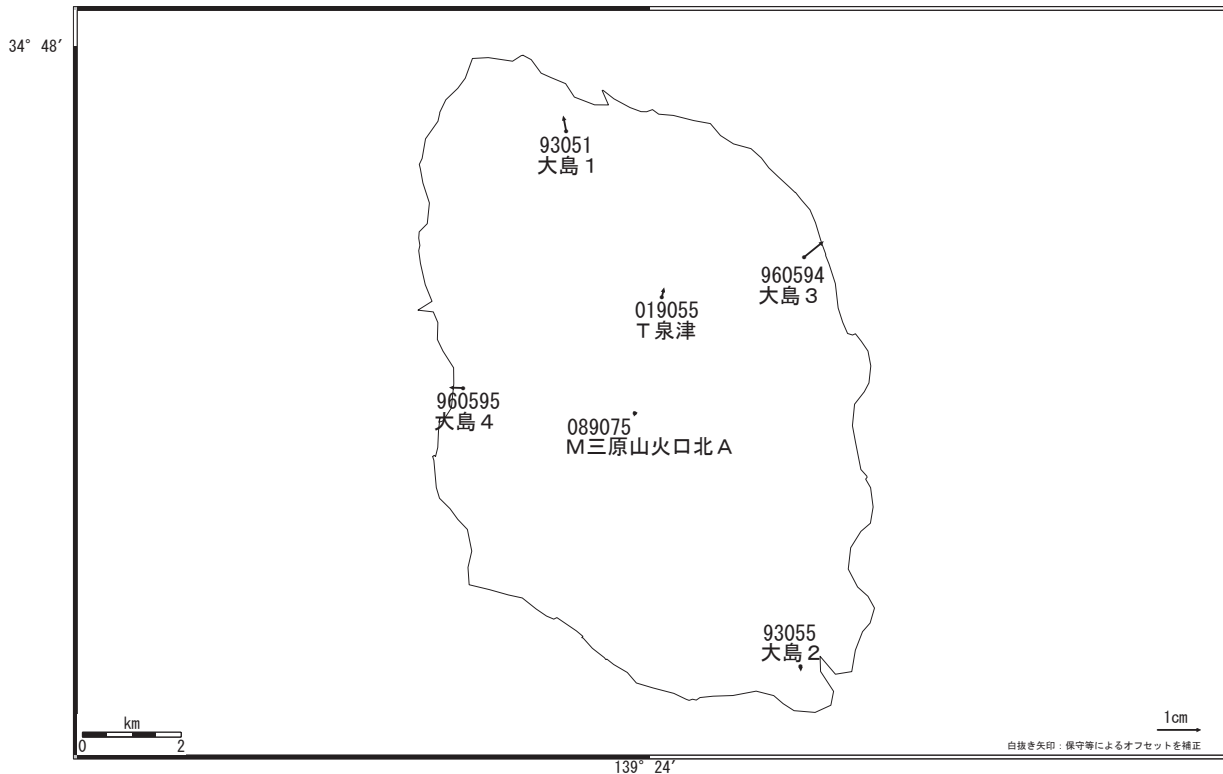 34° 48′
93051
大島１
960594
大島３
019055
Ｔ泉津
960595
大島４
089075
Ｍ三原山火口北Ａ
93055
大島２
km
0 2
1cm
白抜き矢印：保守等によるオフセットを補正
139° 24′